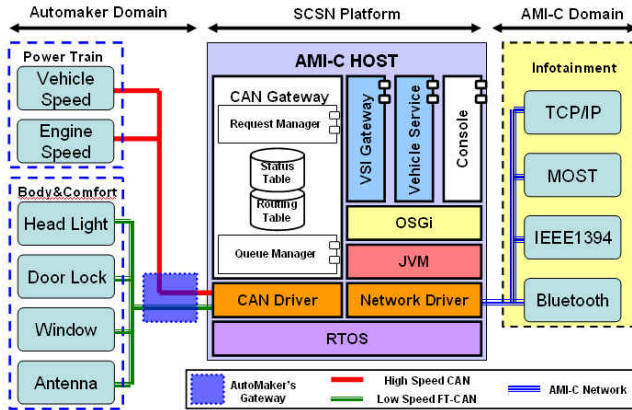 Automaker Domain
SCSN Platform
AMI-C Domain
Power Train
Vehicle
Speed
Engine
Speed
Body&Comfort
Head Light
Door Lock
Window
Antenna
AMI-C HOST
CAN Gateway
Request Manager
Status
Table
Routing
Table
Queue Manager
VSI Gateway
Vehicle Service
Console
OSGi
JVM
CAN Driver
Network Driver
RTOS
Infotainment
TCP/IP
MOST
IEEE1394
Bluetooth
AutoMaker's
Gateway
High Speed CAN
Low Speed FT-CAN
AMI-C Network